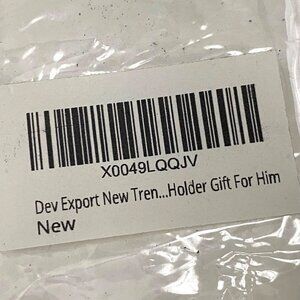 X0049LQQJV
Dev Export New Tren...Holder Gift For Him
New